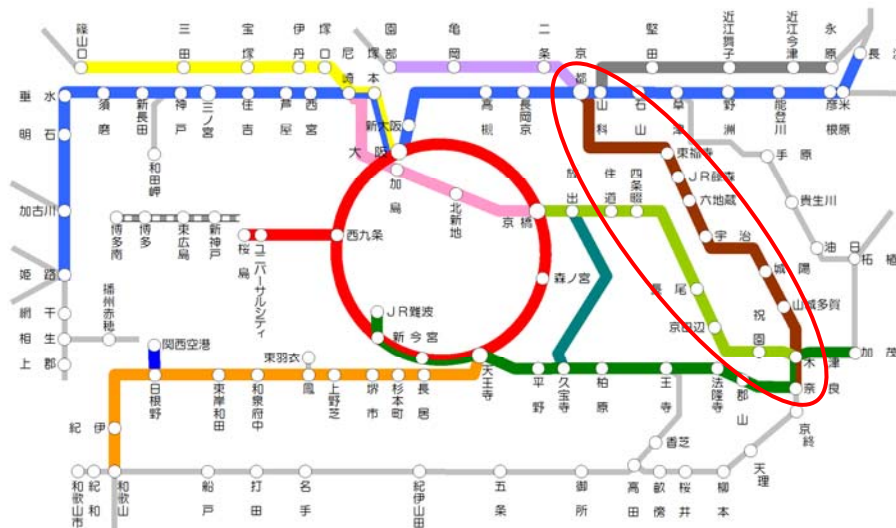 篠山口
三田
宝塚
伊丹
塚口
尼崎
塚本
園部
亀岡
二条
京都
堅田
近江舞子
近江今津
永原
長
垂水
須磨
新長田
神戸
三ノ宮
住吉
芦屋
西宮
新大阪
高槻
長岡京
山科
石山
草津
野洲
能登川
彦根
米原
明石
和田岬
大阪
加島
北新地
京橋
放出
住道
四条畷
東福寺
JR藤森
六地蔵
手原
貴生川
加古川
博多南
博多
東広島
新神戸
桜島
ユニバーサルシティ
西九条
森ノ宮
宇治
城陽
油日
柘植
姫路
網干
播州赤穂
相生
上郡
関西空港
JR難波
新今宮
長尾
京田辺
祝園
山城多賀
木津
加茂
奈良
東羽衣
天王寺
日根野
東岸和田
和泉府中
鳳
上野芝
堺市
杉本町
長居
平野
久宝寺
柏原
王寺
法隆寺
郡山
京終
紀伊
香芝
天理
和歌山市
紀和
和歌山
船戸
打田
名手
紀伊山田
五条
御所
高田
畝傍
桜井
柳本